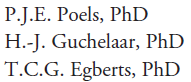 P.J.E. Poels, PhD
H.-J. Guchelaar, PhD
T.C.G. Egberts, PhD